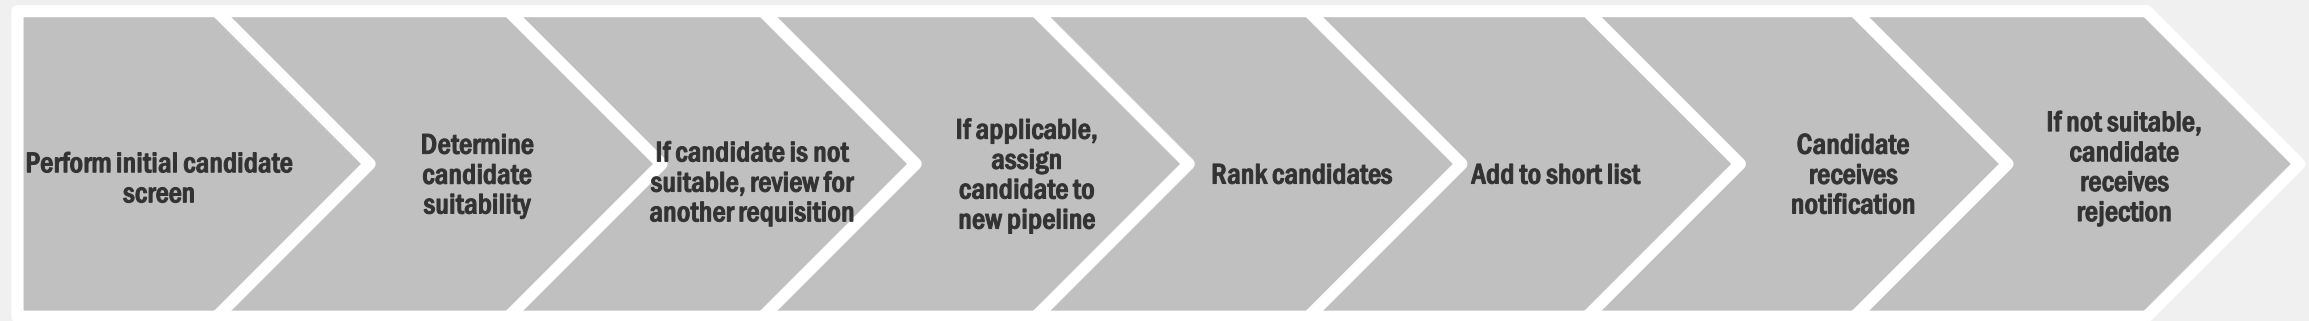 Perform initial candidate
screen
Determine
candidate
suitability
If candidate is not
suitable, review for
another requisition
If applicable,
assign
candidate to
new pipeline
Rank candidates
Add to short list
Candidate
receives
notification
If not suitable,
candidate
receives
rejection